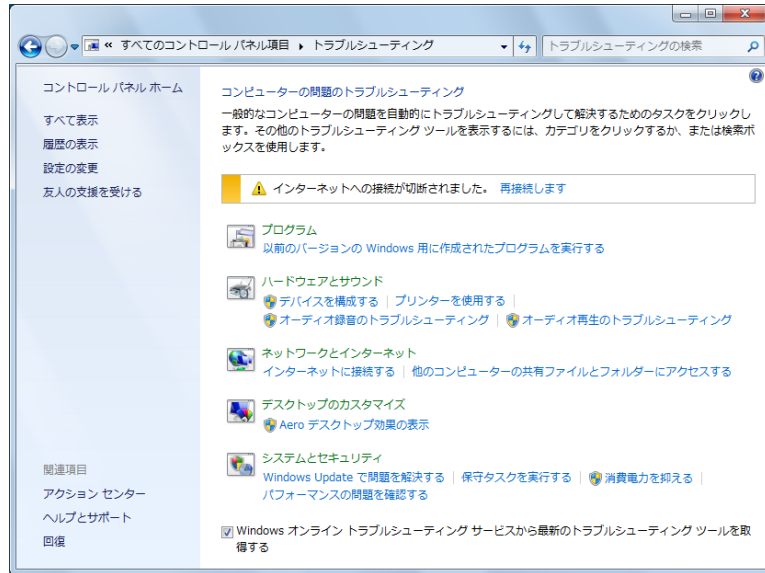 « すべてのコントロール パネル項目 ▸ トラブルシューティング
トラブルシューティングの検索
コントロール パネル ホーム
すべて表示
履歴の表示
設定の変更
友人の支援を受ける
関連項目
アクション センター
ヘルプとサポート
回復
コンピューターの問題のトラブルシューティング
一般的なコンピューターの問題を自動的にトラブルシューティングして解決するためのタスクをクリックし
ます。その他のトラブルシューティング ツールを表示するには、カテゴリをクリックするか、または検索ボ
ックスを使用します。
インターネットへの接続が切断されました。 再接続します
プログラム
以前のバージョンの Windows 用に作成されたプログラムを実行する
ハードウェアとサウンド
デバイスを構成する | プリンターを使用する |
オーディオ録音のトラブルシューティング | オーディオ再生のトラブルシューティング
ネットワークとインターネット
インターネットに接続する | 他のコンピューターの共有ファイルとフォルダーにアクセスする
デスクトップのカスタマイズ
Aero デスクトップ効果の表示
システムとセキュリティ
Windows Update で問題を解決する | 保守タスクを実行する | 消費電力を抑える |
パフォーマンスの問題を確認する
Windows オンライン トラブルシューティング サービスから最新のトラブルシューティング ツールを取
得する